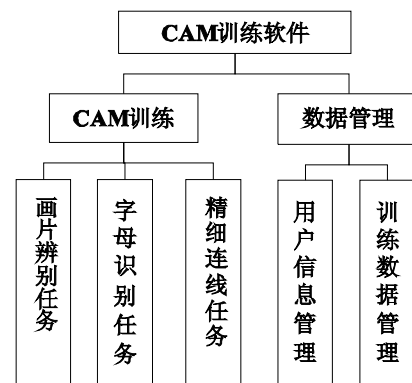 CAM训练软件
CAM训练
数据管理
画片辨别任务
字母识别任务
精细连线任务
用户信息管理
训练数据管理